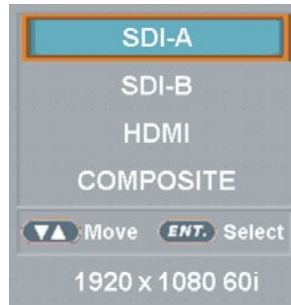 SDI-A
SDI-B
HDMI
COMPOSITE
▼▲ Move ENT. Select
1920 x 1080 60i